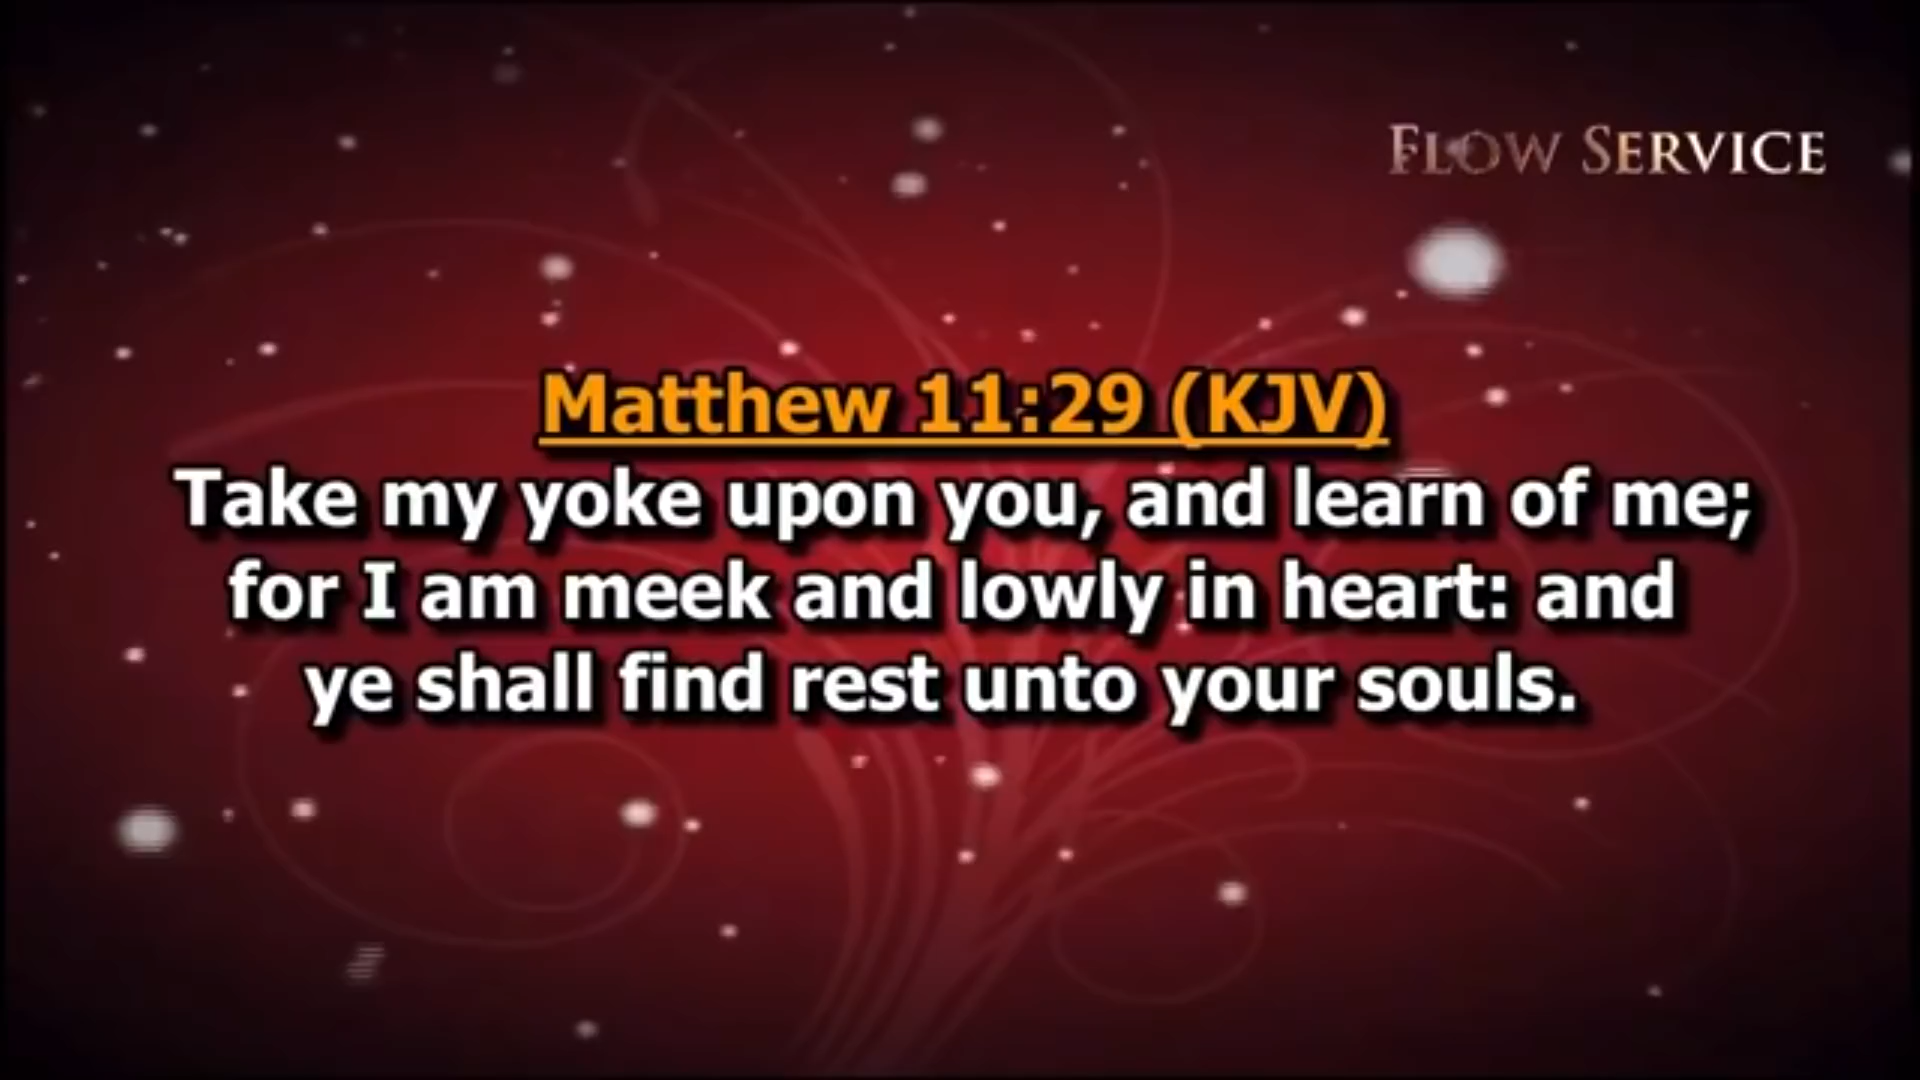 FLOW SERVICE
Matthew 11:29 (KJV)
Take my yoke upon you, and learn of me;
for I am meek and lowly in heart: and
ye shall find rest unto your souls.